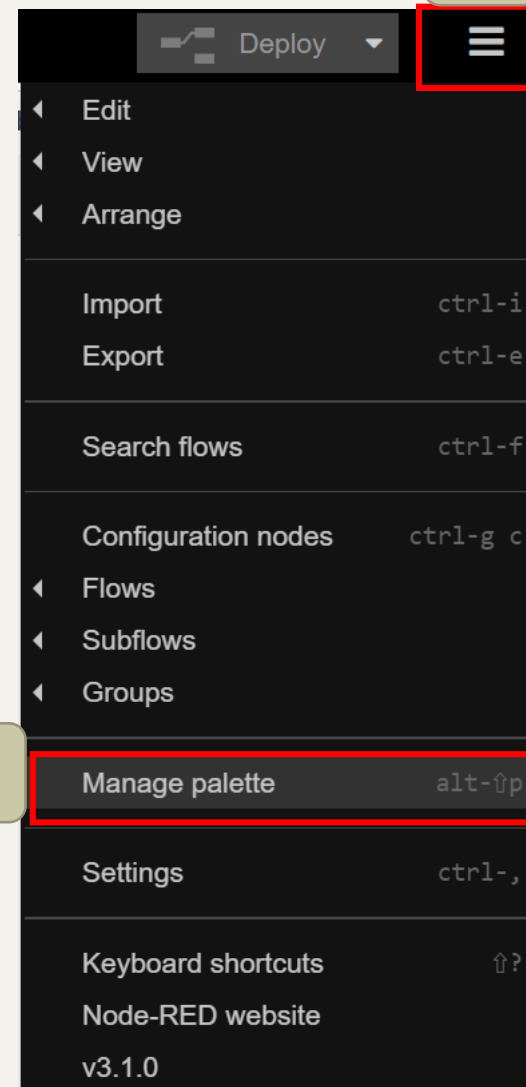 Deploy
Edit
View
Arrange
Import ctrl-i
Export ctrl-e
Search flows ctrl-f
Configuration nodes ctrl-g c
Flows
Subflows
Groups
Manage palette alt-⇧p
Settings ctrl-,
Keyboard shortcuts ⇧?
Node-RED website
v3.1.0